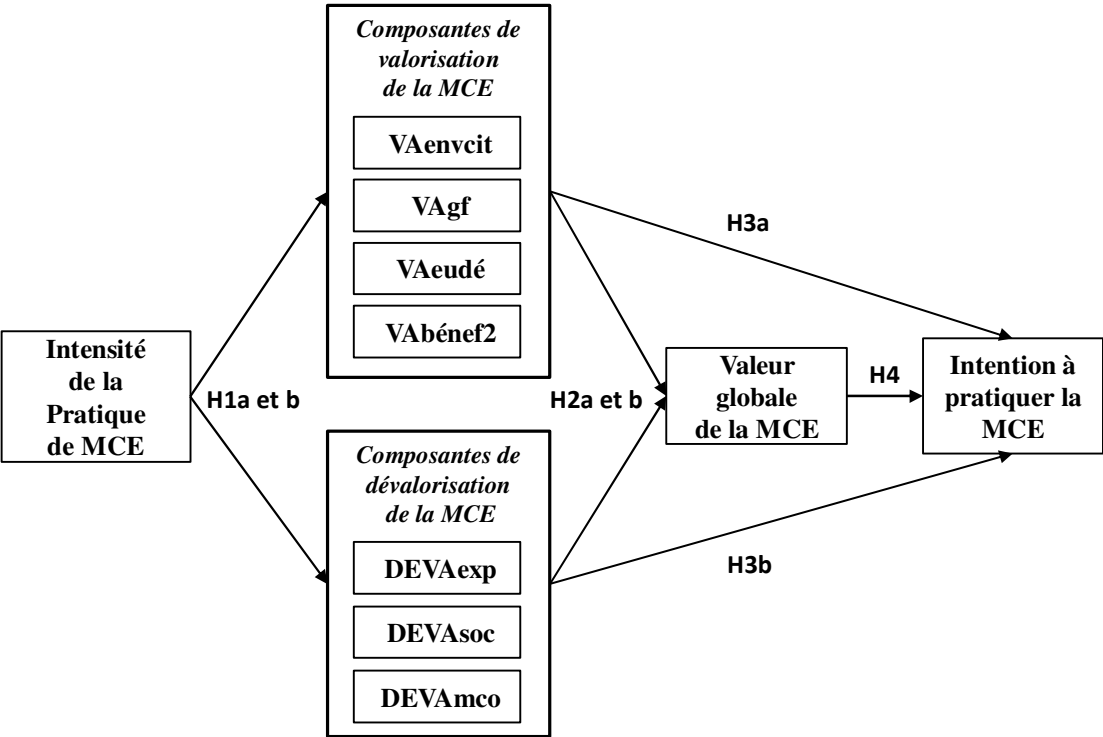 Composantes de
valorisation
de la MCE
VAenvcit
VAgf
VAeudé
VAbénef2
Intensité
de la
Pratique
de MCE
H1a et b
H2a et b
H3a
Valeur
globale
de la MCE
H4
Intention à
pratiquer la
MCE
Composantes de
dévalorisation
de la MCE
DEVAexp
DEVAsoc
DEVAmco
H3b